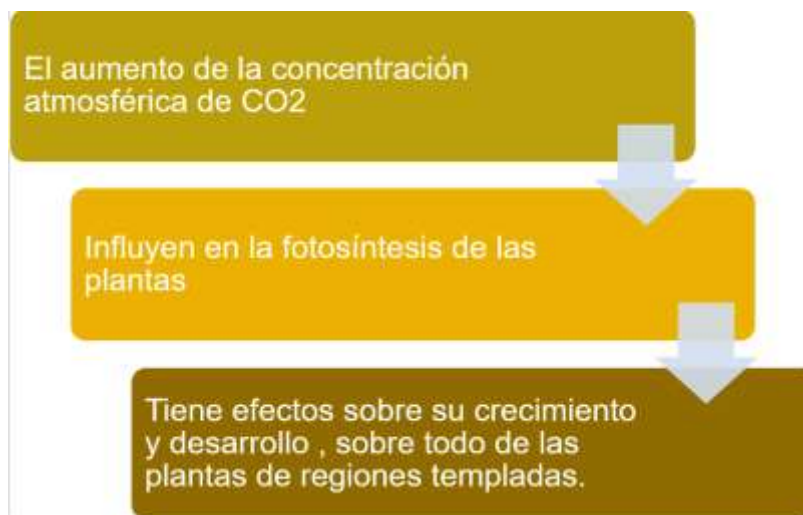 El aumento de la concentración
atmosférica de CO2
Influyen en la fotosíntesis de las
plantas
Tiene efectos sobre su crecimiento
y desarrollo , sobre todo de las
plantas de regiones templadas.